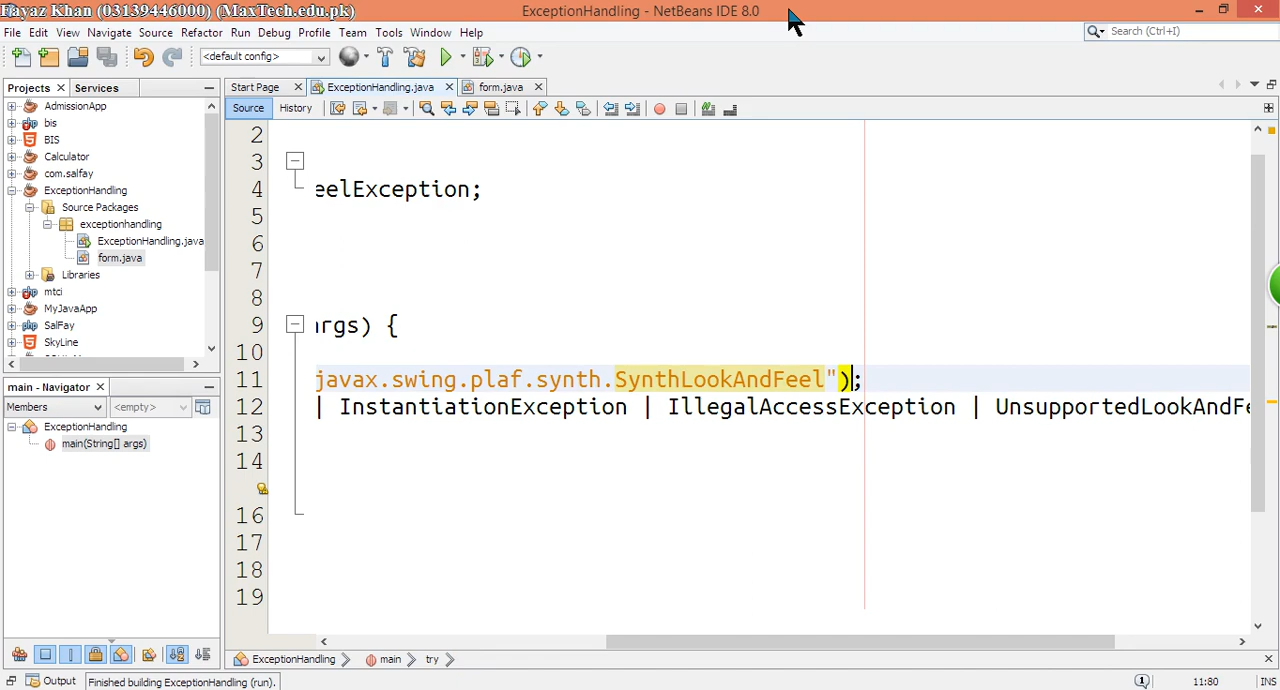 Fayaz Khan (03139446000) (MaxTech.edu.pk)
ExceptionHandling - NetBeans IDE 8.0
File Edit View Navigate Source Refactor Run Debug Profile Team Tools Window Help
Search (Ctrl+I)
<default config>
Projects Services
Start Page ExceptionHandling.java form.java
Source History
AdmissionApp
bis
BIS
Calculator
com.salfay
ExceptionHandling
Source Packages
exceptionhandling
ExceptionHandling.java
form.java
Libraries
mtci
MyJavaApp
SalFay
SkyLine
main - Navigator
Members <empty>
ExceptionHandling
main(String[] args)
2
3
4 eelException;
5
6
7
8
9 args) {
10
11 javax.swing.plaf.synth.SynthLookAndFeel");
12 | InstantiationException | IllegalAccessException | UnsupportedLookAndFe
13
14
16
17
18
19
ExceptionHandling main try
Output Finished building ExceptionHandling (run). 1 11:80 INS